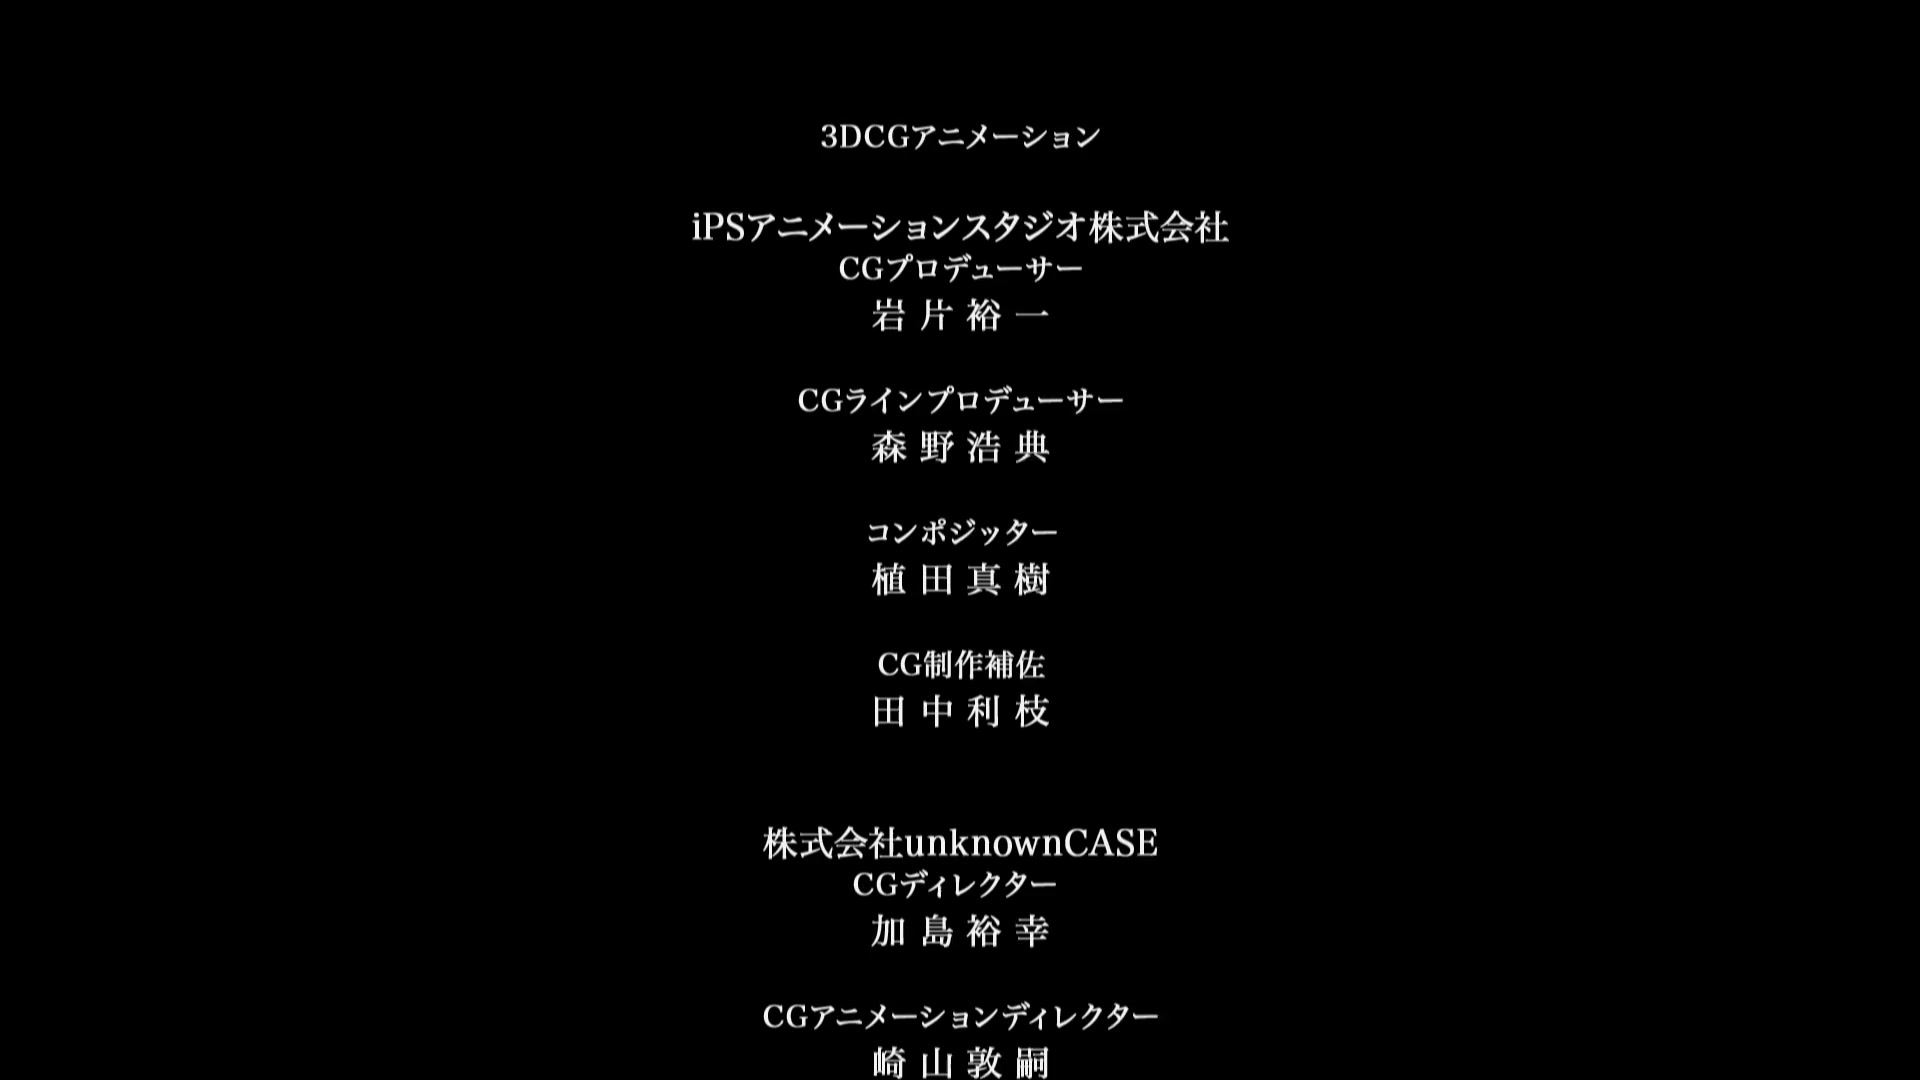 3DCGアニメーション
iPSアニメーションスタジオ株式会社
CGプロデューサー
岩片裕一
CGラインプロデューサー
森野浩典
コンポジッター
植田真樹
CG制作補佐
田中利枝
株式会社unknownCASE
CGディレクター
加島裕幸
CGアニメーションディレクター
崎山敦嗣